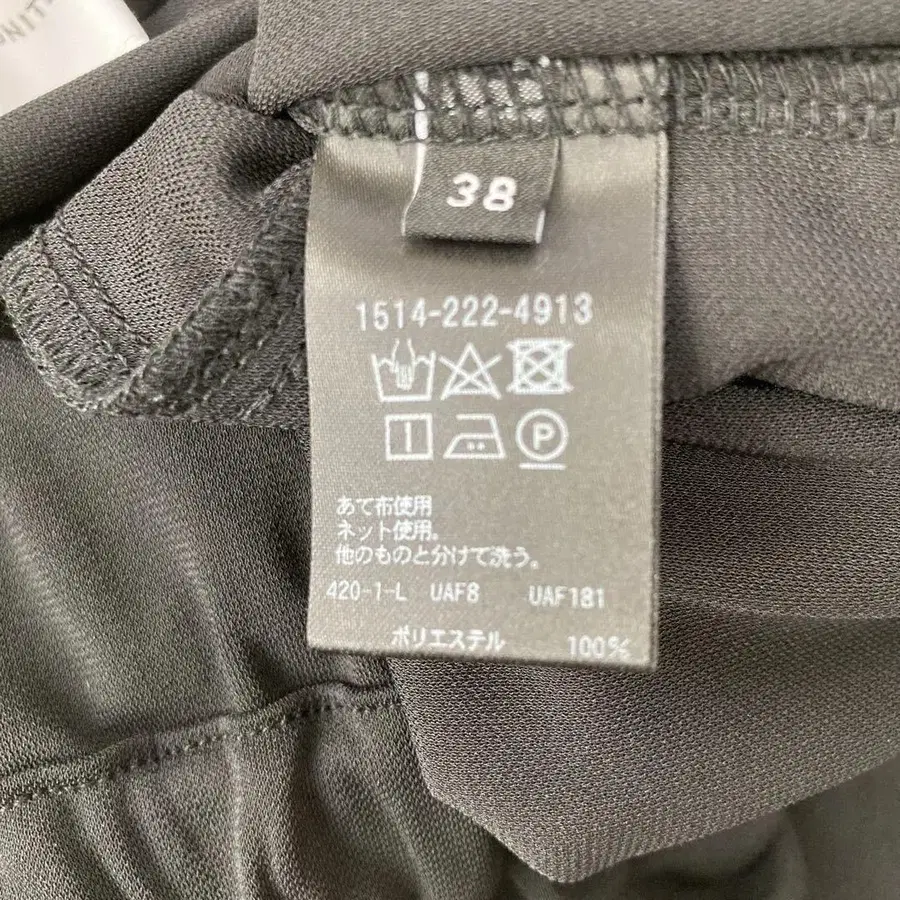 38
1514-222-4913
P
あて布使用
ネット使用。
他のものと分けて洗う。
420-1-L UAF8 UAF181
ポリエステル 100%